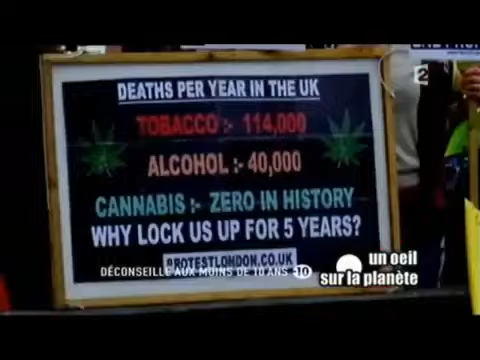 2
DEATHS PER YEAR IN THE UK
TOBACCO :- 114,000
ALCOHOL :- 40,000
CANNABIS :- ZERO IN HISTORY
WHY LOCK US UP FOR 5 YEARS?
PROTESTLONDON.CO.UK
DÉCONSEILLÉ AUX MOINS DE 10 ANS -10
un oeil
sur la planète